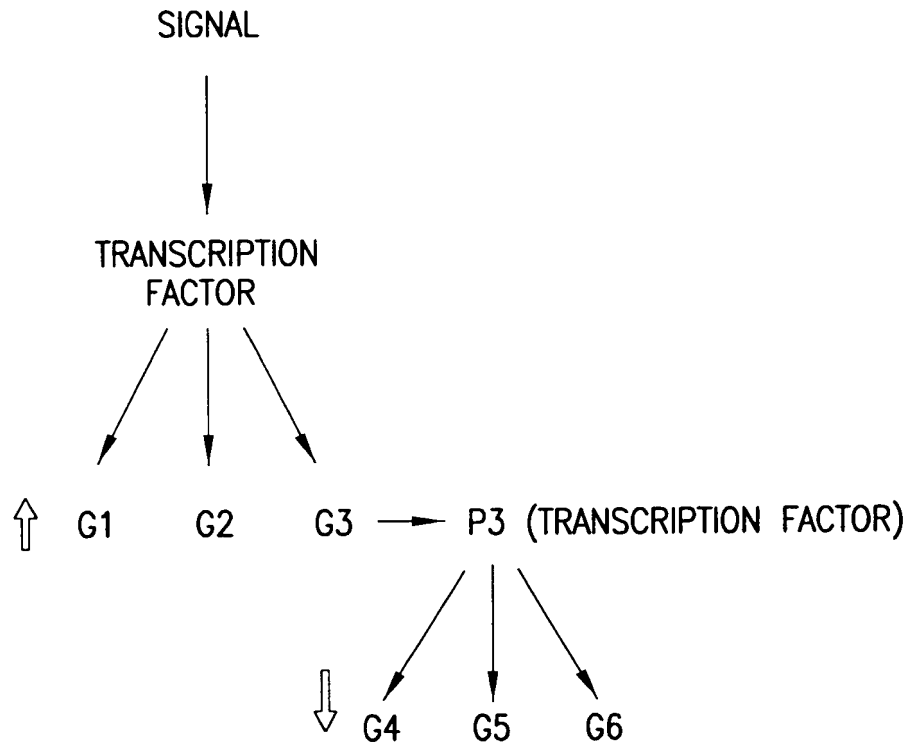 SIGNAL
TRANSCRIPTION
FACTOR
G1 G2 G3 P3 (TRANSCRIPTION FACTOR)
G4 G5 G6